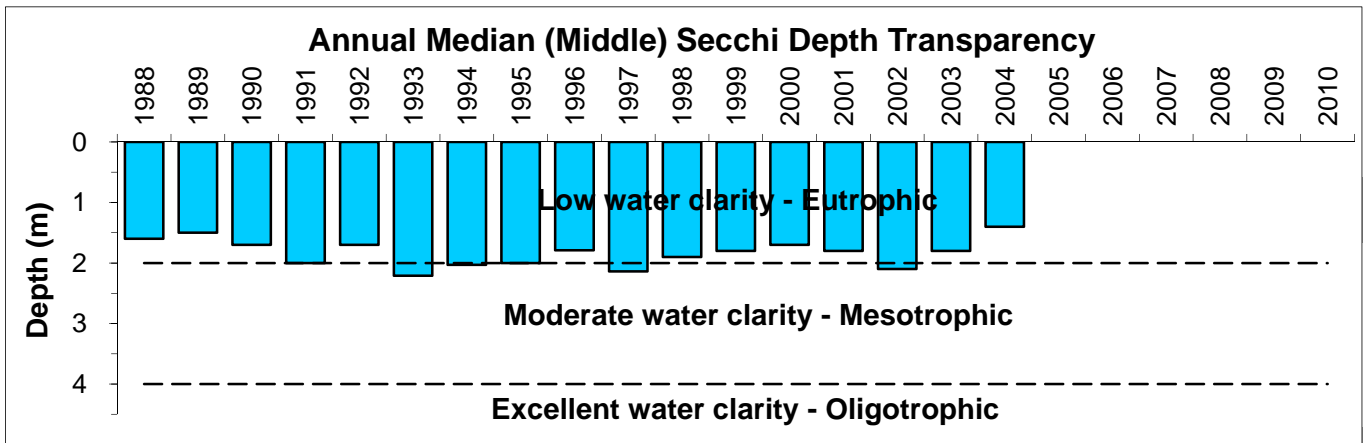 Annual Median (Middle) Secchi Depth Transparency
1988 1989 1990 1991 1992 1993 1994 1995 1996 1997 1998 1999 2000 2001 2002 2003 2004 2005 2006 2007 2008 2009 2010
Depth (m)
0
1
Low water clarity - Eutrophic
2
Moderate water clarity - Mesotrophic
3
4
Excellent water clarity - Oligotrophic